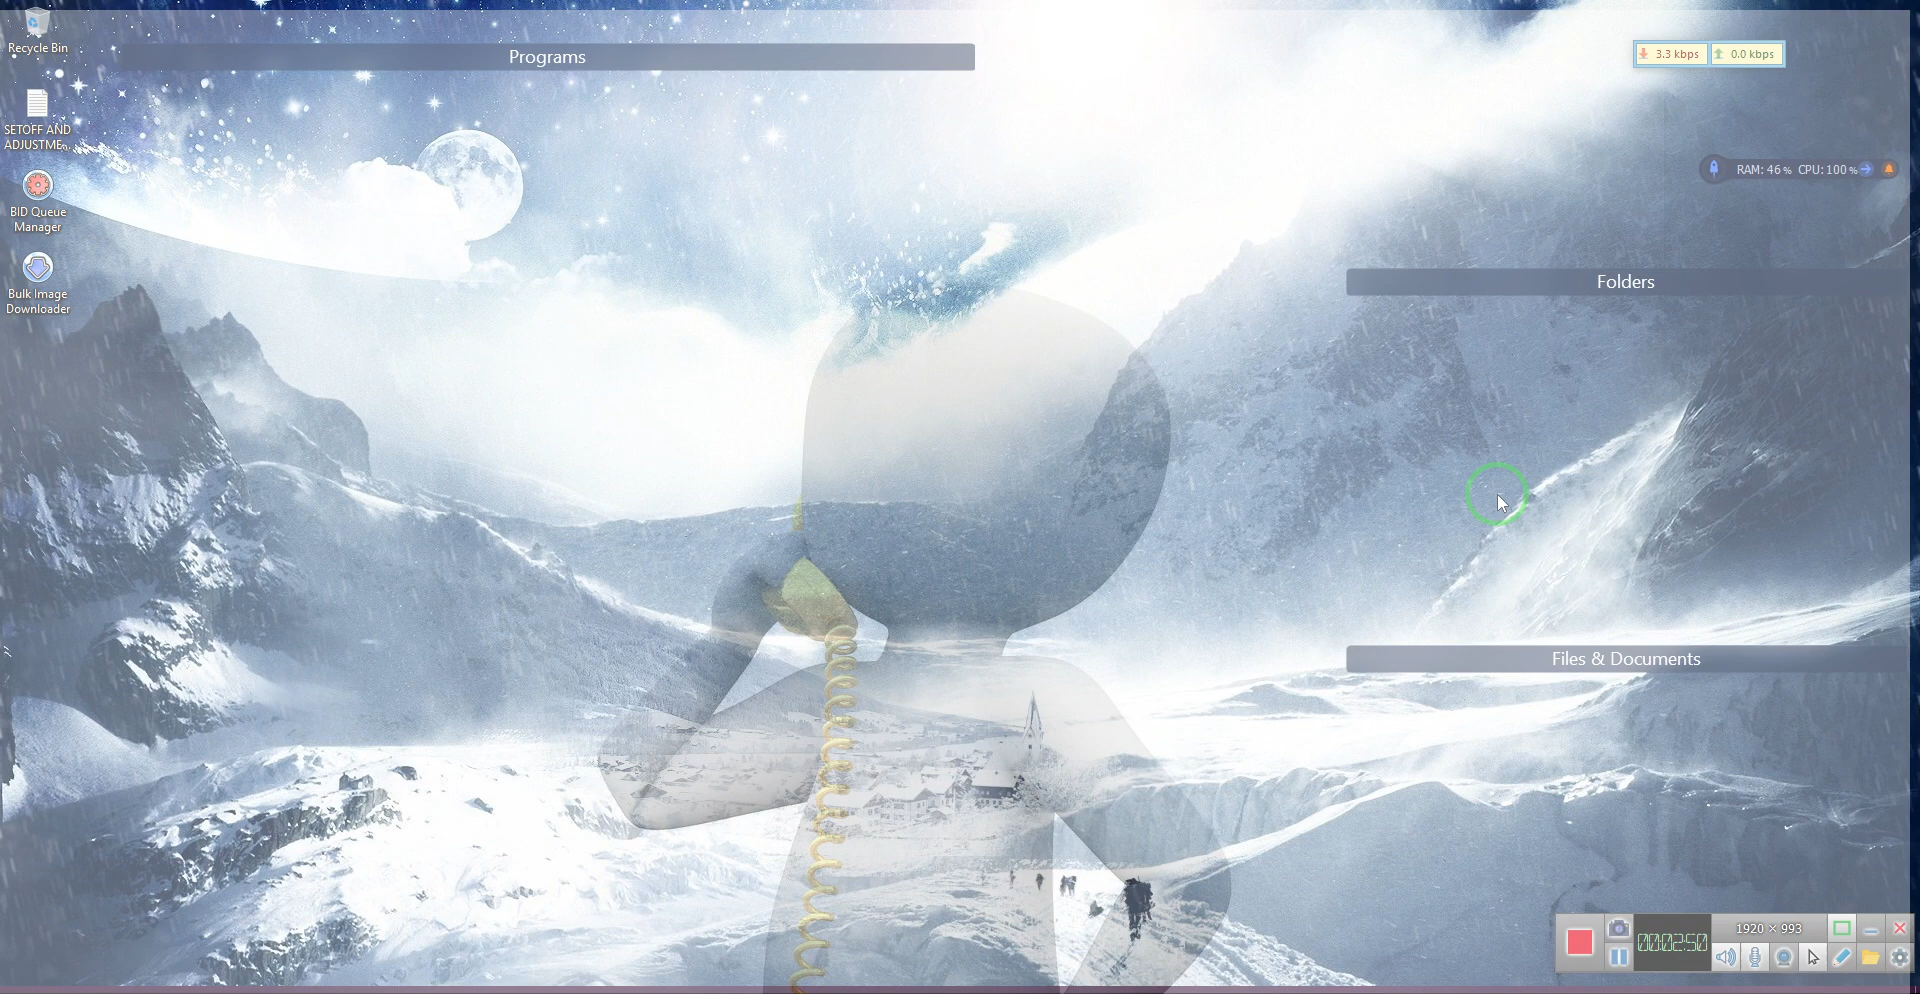 Recycle Bin
Programs
3.3 kbps
0.0 kbps
SETOFF AND
ADJUSTME...
RAM: 46 % CPU: 100 %
BID Queue
Manager
Bulk Image
Downloader
Folders
Files & Documents
1920 × 993
00:02:50